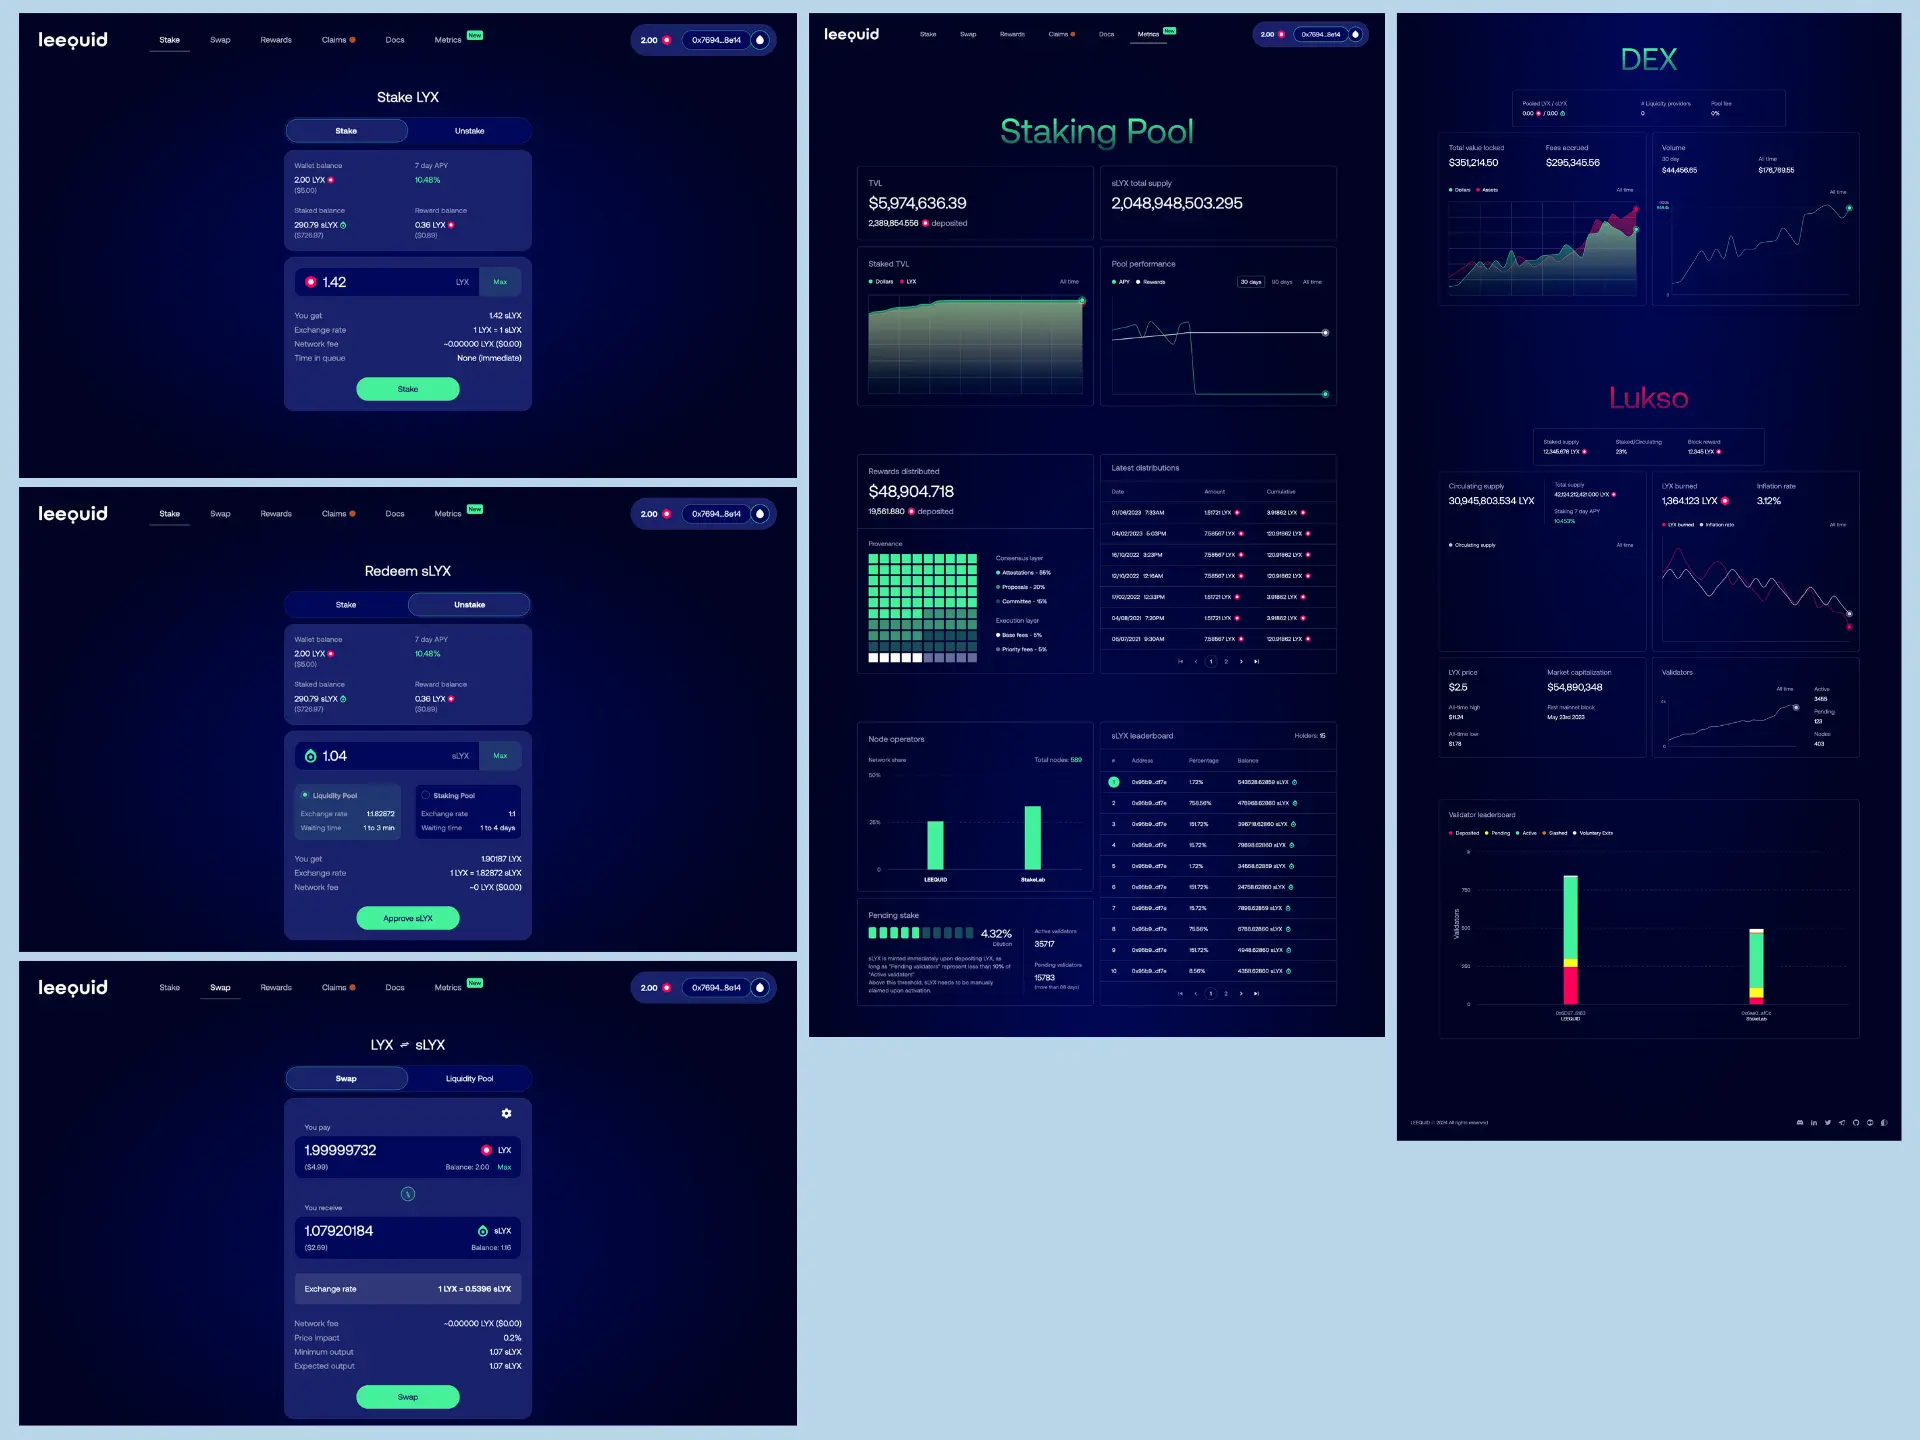 leequid
Stake Swap Rewards Claims Docs Metrics New
2.00 0x7694...8e14
Stake LYX
Stake Unstake
Wallet balance 7 day APY
2.00 LYX 10.48%
($5.00)
Staked balance Reward balance
290.79 sLYX 0.36 LYX
($726.97) ($0.89)
1.42 LYX Max
You get 1.42 sLYX
Exchange rate 1 LYX = 1 sLYX
Network fee ~0.00000 LYX ($0.00)
Time in queue None (immediate)
Stake
leequid
Stake Swap Rewards Claims Docs Metrics New
2.00 0x7694...8e14
Redeem sLYX
Stake Unstake
Wallet balance 7 day APY
2.00 LYX 10.48%
($5.00)
Staked balance Reward balance
290.79 sLYX 0.36 LYX
($726.97) ($0.89)
1.04 sLYX Max
Liquidity Pool
Exchange rate 1:1.82872
Waiting time 1 to 3 min
Staking Pool
Exchange rate 1:1
Waiting time 1 to 4 days
You get 1.90187 LYX
Exchange rate 1 LYX = 1.82872 sLYX
Network fee ~0 LYX ($0.00)
Approve sLYX
leequid
Stake Swap Rewards Claims Docs Metrics New
2.00 0x7694...8e14
LYX ⇌ sLYX
Swap Liquidity Pool
You pay
1.99999732 LYX
($4.99) Balance: 2.00 Max
You receive
1.07920184 sLYX
($2.69) Balance: 1.16
Exchange rate 1 LYX = 0.5396 sLYX
Network fee ~0.00000 LYX ($0.00)
Price impact 0.2%
Minimum output 1.07 sLYX
Expected output 1.07 sLYX
Swap
leequid
Stake Swap Rewards Claims Docs Metrics New
2.00 0x7694...8e14
Staking Pool
TVL
$5,974,636.39
2,389,854.556 deposited
sLYX total supply
2,048,948,503.295
Staked TVL
Dollars LYX All time
Pool performance
APY Rewards 30 days 90 days All time
Rewards distributed
$48,904.718
19,561.880 deposited
Provenance
Consensus layer
Attestations - 55%
Proposals - 20%
Committee - 15%
Execution layer
Base fees - 5%
Priority fees - 5%
Latest distributions
Date Amount Cumulative
01/06/2023 7:33AM 1.51721 LYX 3.91862 LYX
04/02/2023 5:03PM 7.58567 LYX 120.91862 LYX
16/10/2022 3:23PM 7.58567 LYX 120.91862 LYX
12/10/2022 12:16AM 7.58567 LYX 120.91862 LYX
17/02/2022 12:33PM 1.51721 LYX 3.91862 LYX
04/08/2021 7:20PM 1.51721 LYX 3.91862 LYX
06/07/2021 9:30AM 7.58567 LYX 120.91862 LYX
1 2
Node operators
Network share Total nodes: 589
50%
25%
0
LEEQUID StakeLab
Pending stake
4.32%
Dilution
sLYX is minted immediately upon depositing LYX, as
long as "Pending validators" represent less than 10% of
"Active validators".
Above this threshold, sLYX needs to be manually
claimed upon activation.
Active validators
35717
Pending validators
15783
(more than 69 days)
sLYX leaderboard Holders: 15
# Address Percentage Balance
1 0x95b9...df7e 1.72% 543528.62859 sLYX
2 0x95b9...df7e 755.56% 476968.62860 sLYX
3 0x95b9...df7e 151.72% 396718.62860 sLYX
4 0x95b9...df7e 15.72% 79898.62860 sLYX
5 0x95b9...df7e 1.72% 34558.62859 sLYX
6 0x95b9...df7e 151.72% 24758.62860 sLYX
7 0x95b9...df7e 15.72% 7898.62859 sLYX
8 0x95b9...df7e 75.56% 6788.62860 sLYX
9 0x95b9...df7e 151.72% 4948.62860 sLYX
10 0x95b9...df7e 8.56% 4358.62860 sLYX
1 2
DEX
Pooled LYX / sLYX # Liquidity providers Pool fee
0.00 / 0.00 0 0%
Total value locked Fees accrued
$351,214.50 $295,345.56
Dollars Assets All time
Volume
30 day All time
$44,456.65 $176,769.55
All time
0
Lukso
Staked supply Staked/Circulating Block reward
12,345,678 LYX 23% 12,345 LYX
Circulating supply
30,945,803.534 LYX
Total supply
42,124,212,421.000 LYX
Staking 7 day APY
10.453%
Circulating supply All time
LYX burned Inflation rate
1,364.123 LYX 3.12%
LYX burned Inflation rate All time
LYX price Market capitalization
$2.5 $54,890,348
All-time high First mainnet block
$11.24 May 23rd 2023
All-time low
$1.78
Validators
All time
0
Active
3455
Pending
123
Nodes
403
Validator leaderboard
Deposited Pending Active Slashed Voluntary Exits
1k
750
500
250
0
Validators
LEEQUID
StakeLab
LEEQUID © 2024 All rights reserved